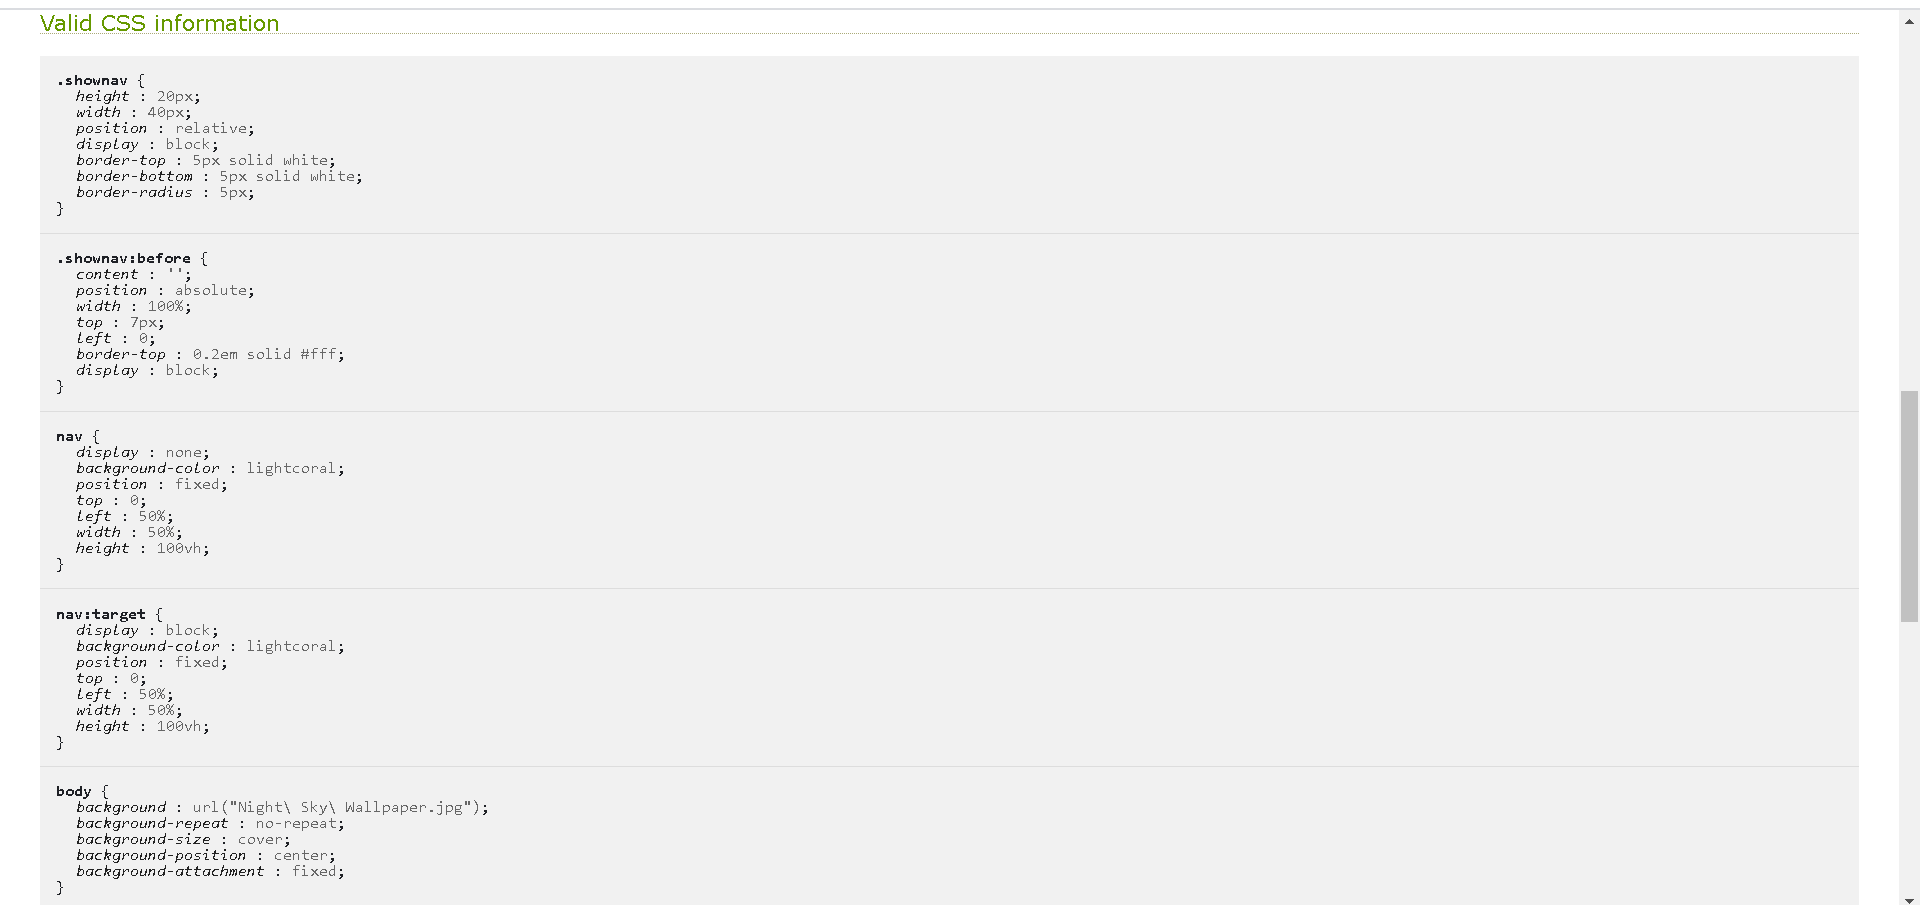 Valid CSS information
.shownav {
height : 20px;
width : 40px;
position : relative;
display : block;
border-top : 5px solid white;
border-bottom : 5px solid white;
border-radius : 5px;
}
.shownav:before {
content : '';
position : absolute;
width : 100%;
top : 7px;
left : 0;
border-top : 0.2em solid #fff;
display : block;
}
nav {
display : none;
background-color : lightcoral;
position : fixed;
top : 0;
left : 50%;
width : 50%;
height : 100vh;
}
nav:target {
display : block;
background-color : lightcoral;
position : fixed;
top : 0;
left : 50%;
width : 50%;
height : 100vh;
}
body {
background : url("Night\ Sky\ Wallpaper.jpg");
background-repeat : no-repeat;
background-size : cover;
background-position : center;
background-attachment : fixed;
}